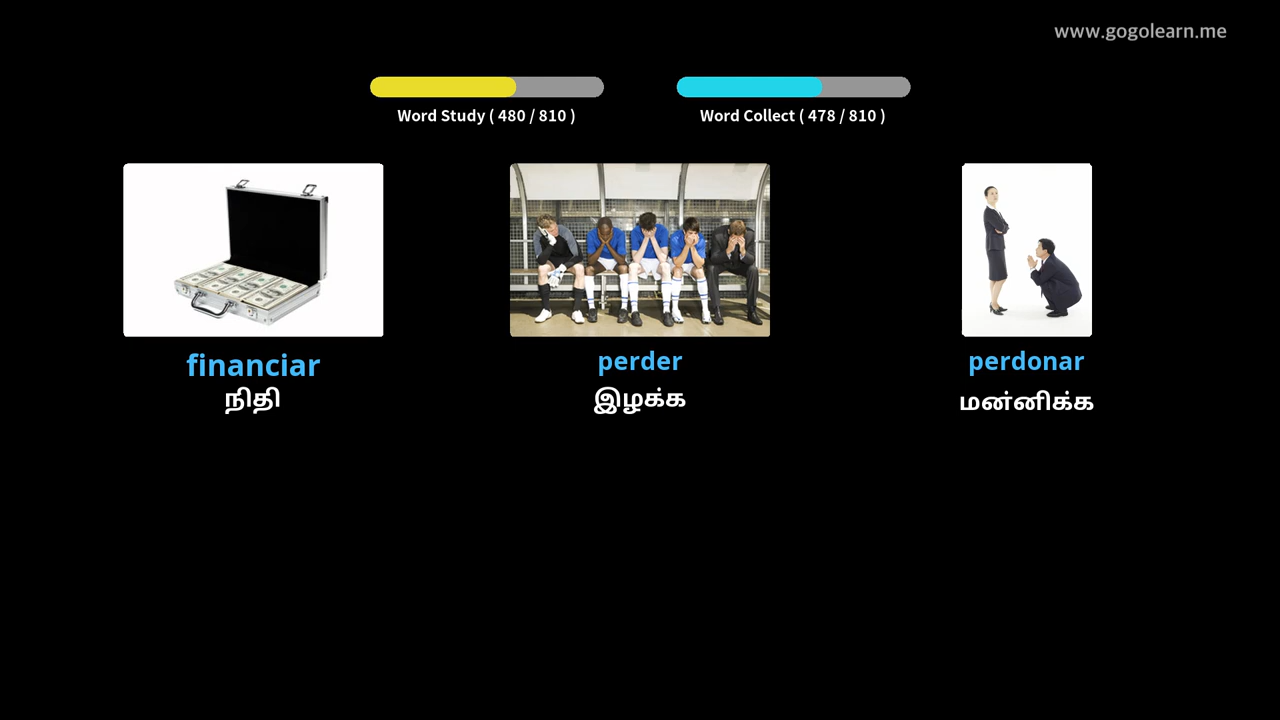 www.gogolearn.me
Word Study ( 480 / 810 )
Word Collect ( 478 / 810 )
financiar
நிதி
perder
இழக்க
perdonar
மன்னிக்க